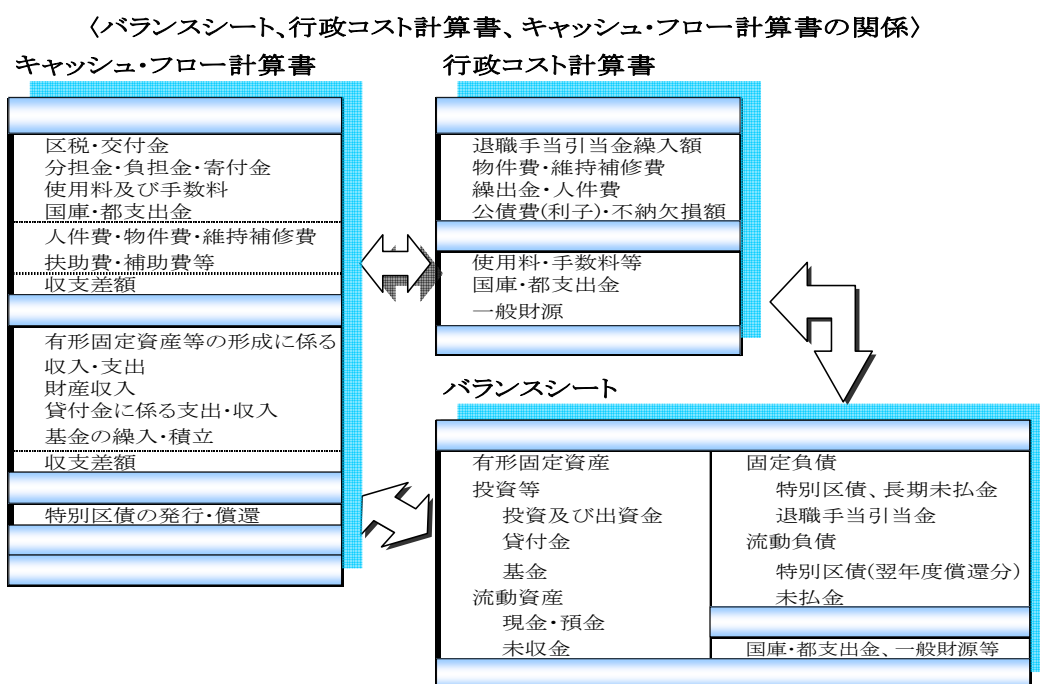 〈バランスシート、行政コスト計算書、キャッシュ・フロー計算書の関係〉
キャッシュ・フロー計算書
区税・交付金
分担金・負担金・寄付金
使用料及び手数料
国庫・都支出金
人件費・物件費・維持補修費
扶助費・補助費等
収支差額
有形固定資産等の形成に係る
収入・支出
財産収入
貸付金に係る支出・収入
基金の繰入・積立
収支差額
特別区債の発行・償還
行政コスト計算書
退職手当引当金繰入額
物件費・維持補修費
繰出金・人件費
公債費(利子)・不納欠損額
使用料・手数料等
国庫・都支出金
一般財源
バランスシート
有形固定資産
投資等
投資及び出資金
貸付金
基金
流動資産
現金・預金
未収金
固定負債
特別区債、長期未払金
退職手当引当金
流動負債
特別区債(翌年度償還分)
未払金
国庫・都支出金、一般財源等